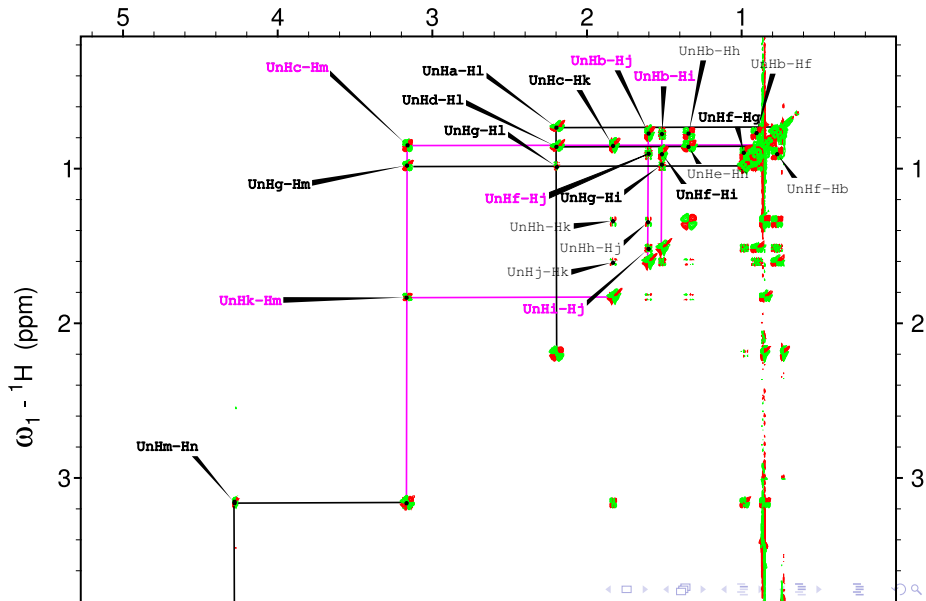 5 4 3 2 1
UnHb-Hh
UnHc-Hm UnHa-Hl UnHb-Hj UnHb-Hf
UnHc-Hk UnHb-Hi
UnHd-Hl
UnHf-Hg
UnHg-Hl
1 1
UnHe-Hh
UnHg-Hm UnHf-Hb
UnHf-Hj UnHg-Hi UnHf-Hi
UnHh-Hk
UnHh-Hj
UnHj-Hk
UnHk-Hm UnHi-Hj
2 2
ω1 - 1H (ppm)
UnHm-Hn
3 3